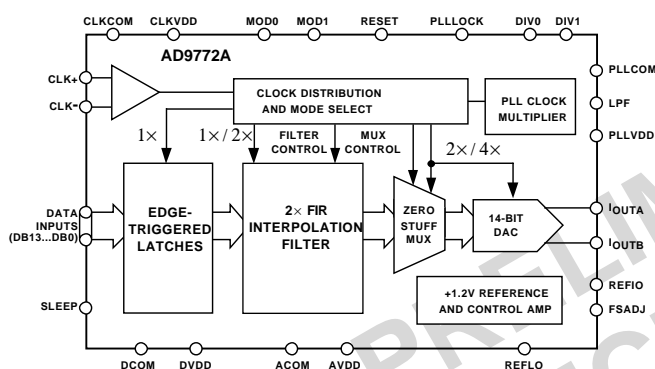 CLKCOM CLKVDD MOD0 MOD1 RESET PLLLOCK DIV0 DIV1
AD9772A
CLK+
CLK-
CLOCK DISTRIBUTION
AND MODE SELECT
PLL CLOCK
MULTIPLIER
PLLCOM
LPF
PLLVDD
1×
1× / 2×
FILTER
CONTROL
MUX
CONTROL
2× / 4×
DATA
INPUTS
(DB13...DB0)
EDGE-
TRIGGERED
LATCHES
2× FIR
INTERPOLATION
FILTER
ZERO
STUFF
MUX
14-BIT
DAC
IOUTA
IOUTB
+1.2V REFERENCE
AND CONTROL AMP
REFIO
FSADJ
SLEEP
DCOM DVDD ACOM AVDD REFLO